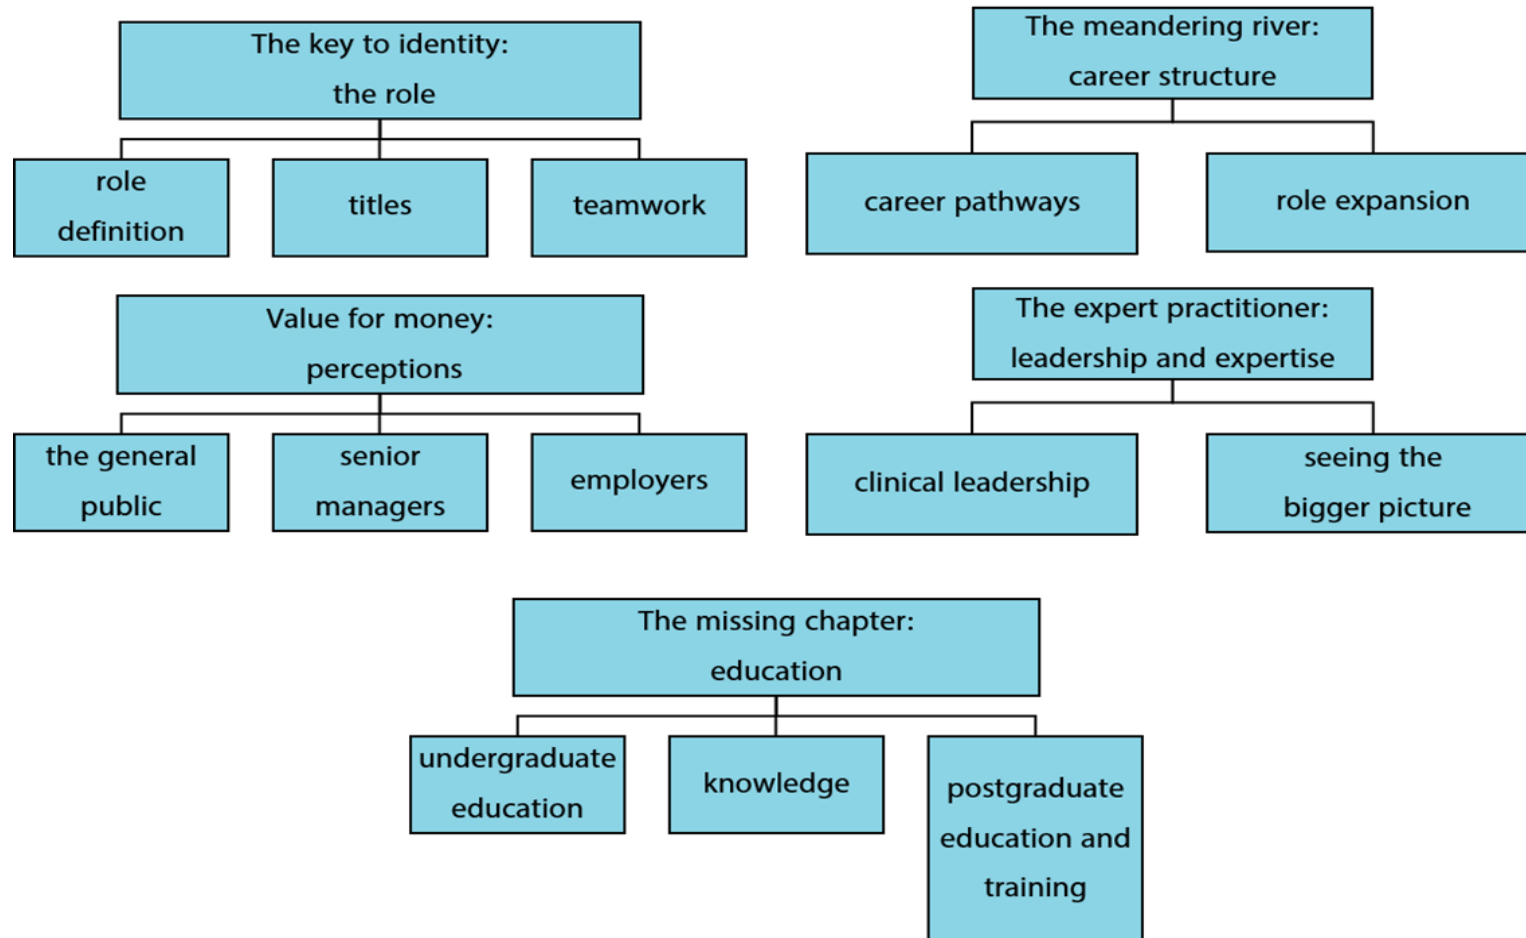 The key to identity:
the role
role
definition
titles
teamwork
The meandering river:
career structure
career pathways
role expansion
Value for money:
perceptions
the general
public
senior
managers
employers
The expert practitioner:
leadership and expertise
clinical leadership
seeing the
bigger picture
The missing chapter:
education
undergraduate
education
knowledge
postgraduate
education and
training